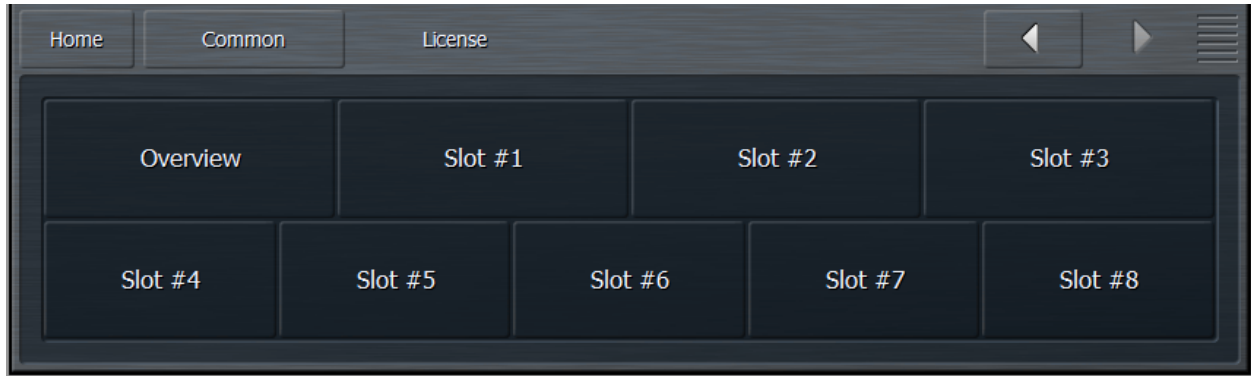 Home Common License
Overview Slot #1 Slot #2 Slot #3
Slot #4 Slot #5 Slot #6 Slot #7 Slot #8